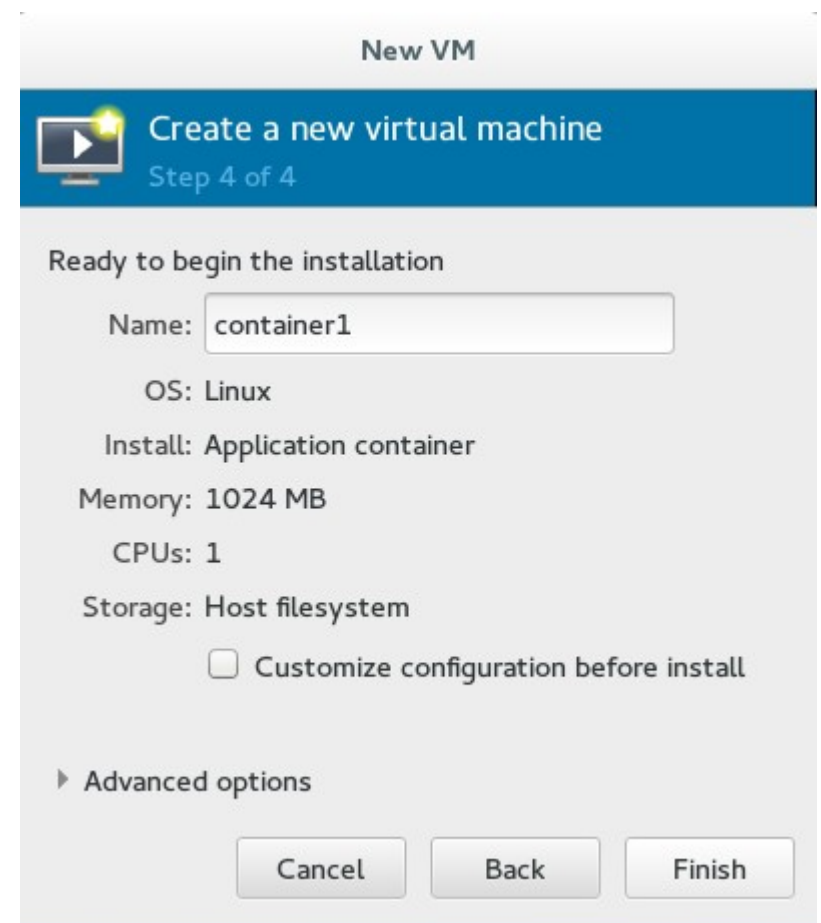 New VM
Create a new virtual machine
Step 4 of 4
Ready to begin the installation
Name: container1
OS: Linux
Install: Application container
Memory: 1024 MB
CPUs: 1
Storage: Host filesystem
Customize configuration before install
Advanced options
Cancel Back Finish